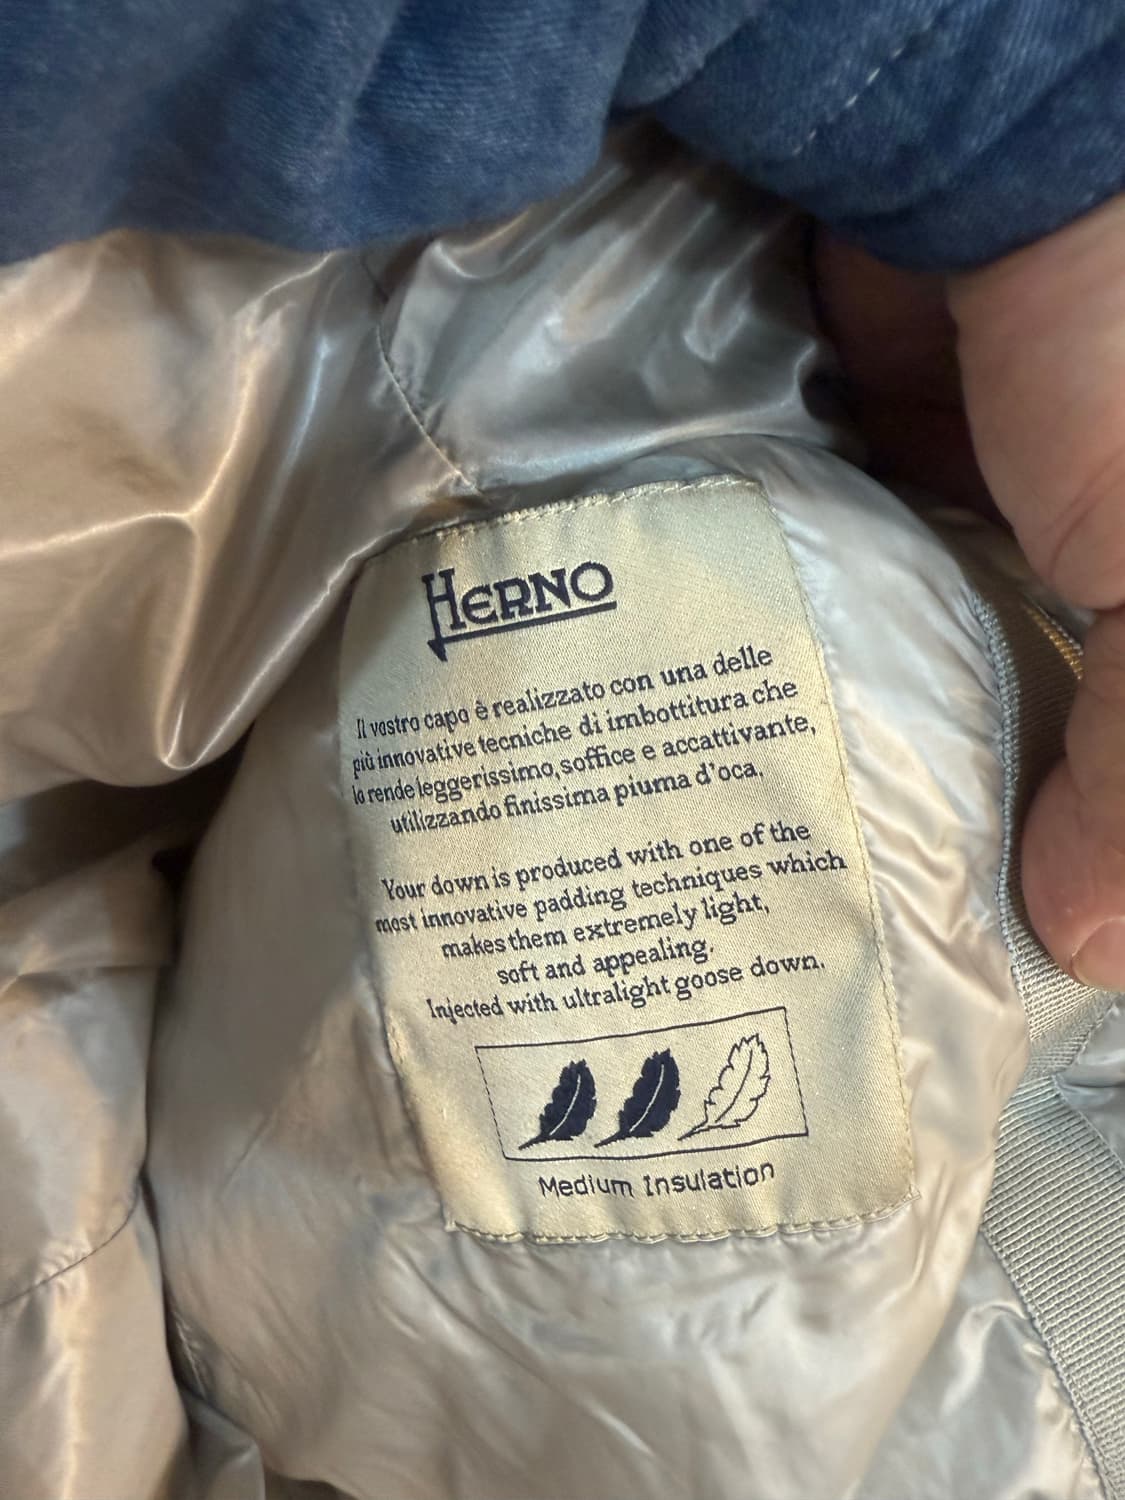 HERNO
Il vostro capo è realizzato con una delle
più innovative tecniche di imbottitura che
lo rende leggerissimo, soffice e accattivante,
utilizzando finissima piuma d'oca.
Your down is produced with one of the
most innovative padding techniques which
makes them extremely light,
soft and appealing.
Injected with ultralight goose down.
Medium Insulation